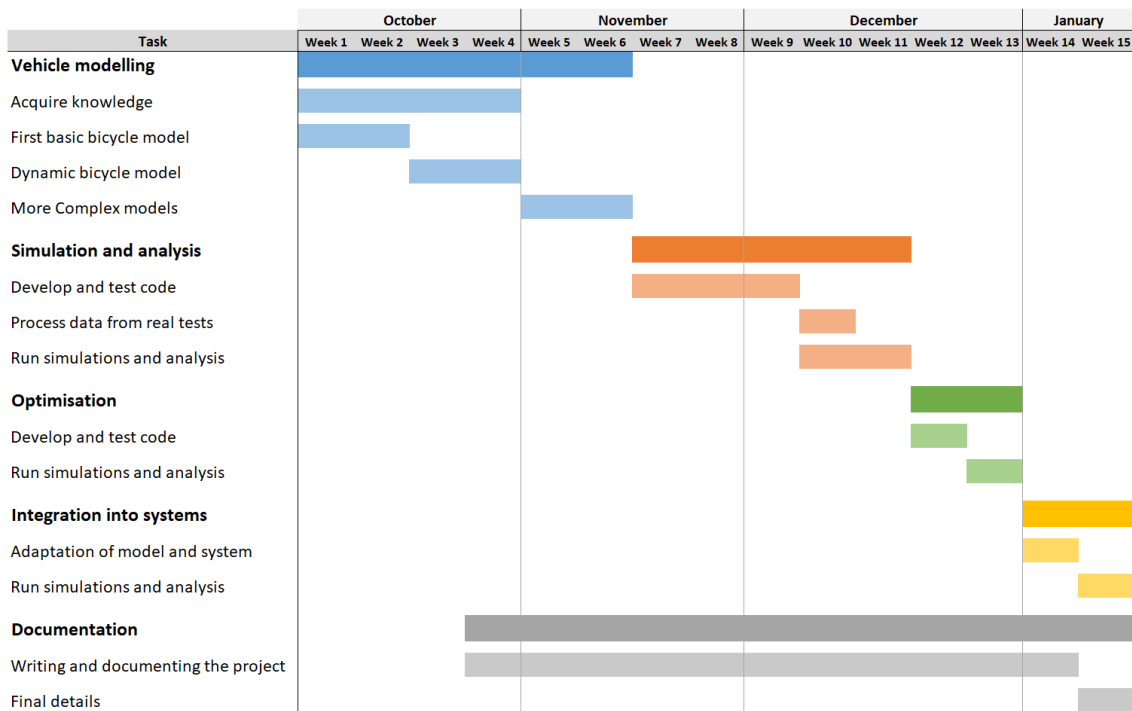 October November December January
Task Week 1 Week 2 Week 3 Week 4 Week 5 Week 6 Week 7 Week 8 Week 9 Week 10 Week 11 Week 12 Week 13 Week 14 Week 15
Vehicle modelling
Acquire knowledge
First basic bicycle model
Dynamic bicycle model
More Complex models
Simulation and analysis
Develop and test code
Process data from real tests
Run simulations and analysis
Optimisation
Develop and test code
Run simulations and analysis
Integration into systems
Adaptation of model and system
Run simulations and analysis
Documentation
Writing and documenting the project
Final details